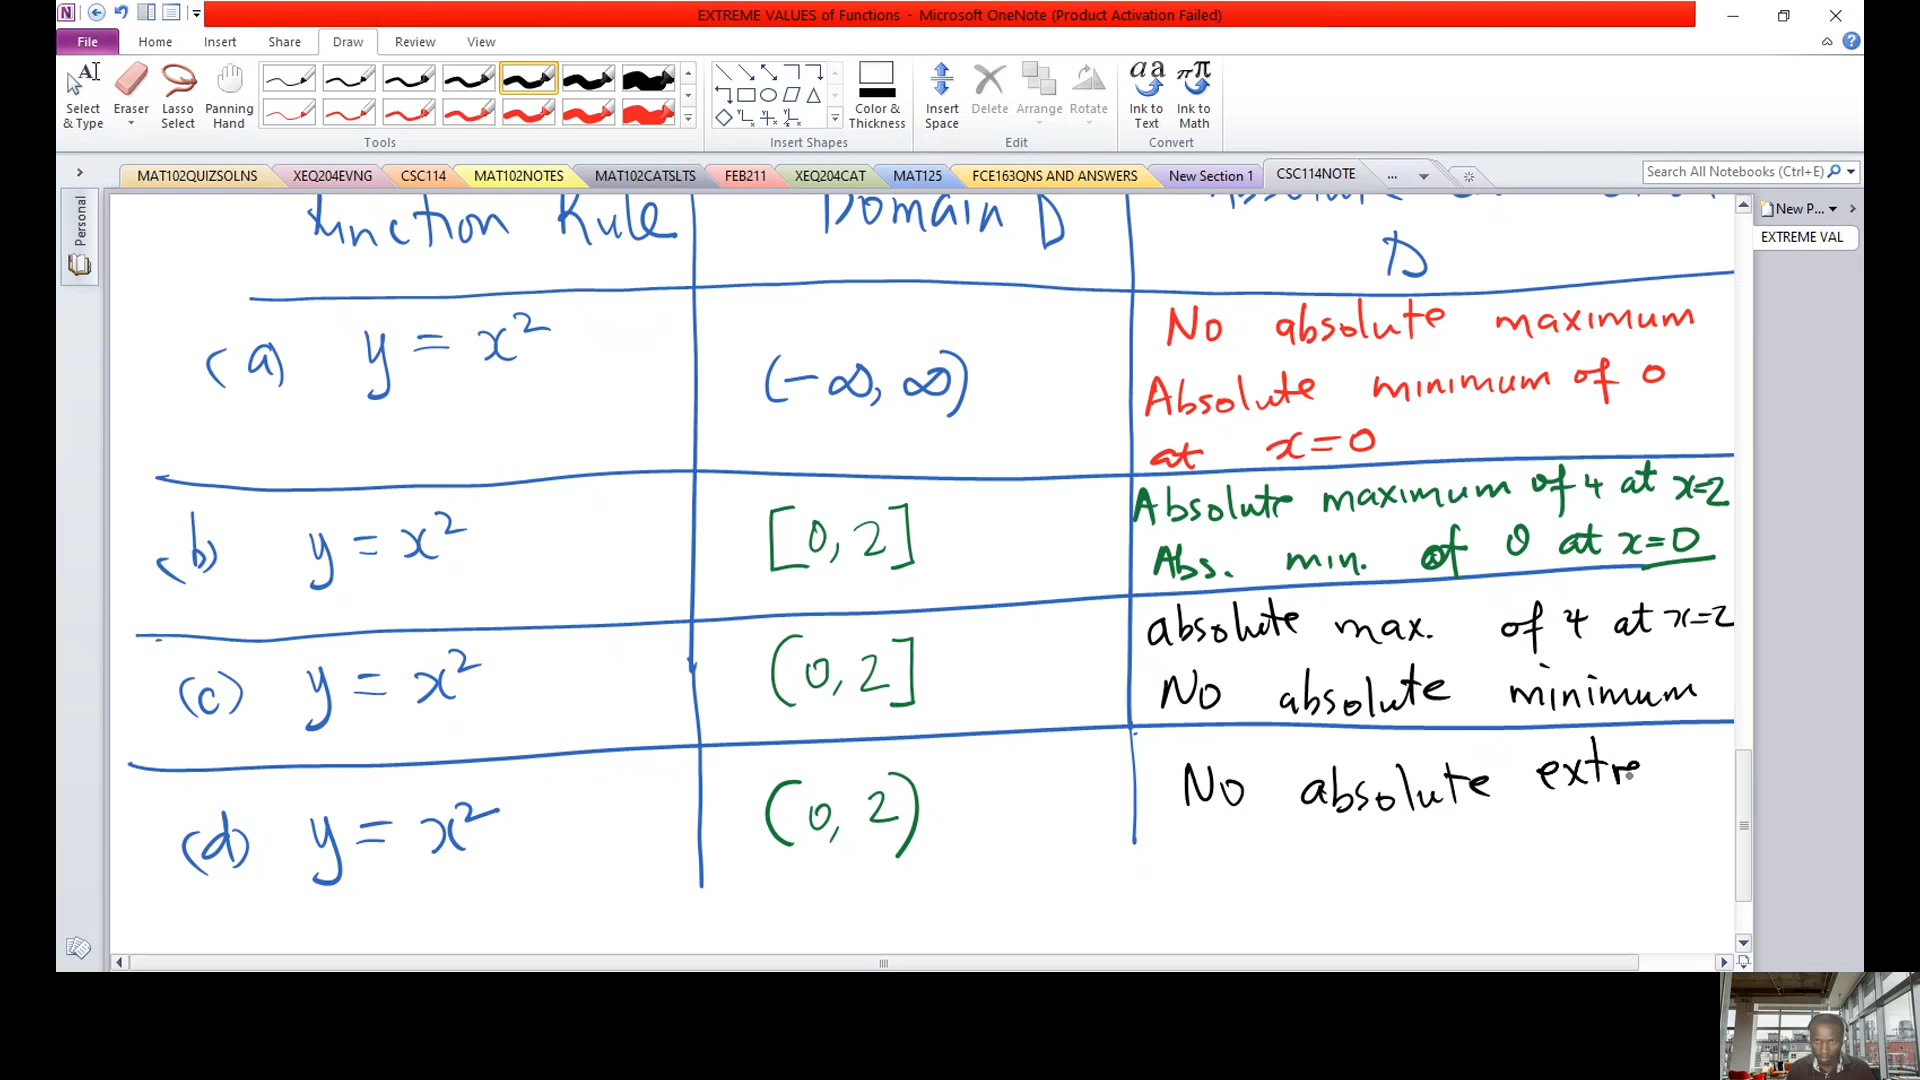 EXTREME VALUES of Functions - Microsoft OneNote (Product Activation Failed)
File Home Insert Share Draw Review View
Select & Type
Eraser
Lasso Select
Panning Hand
Color & Thickness
Insert Space
Delete
Arrange
Rotate
Ink to Text
Ink to Math
Tools
Insert Shapes
Edit
Convert
MAT102QUIZSOLNS XEQ204EVNG CSC114 MAT102NOTES MAT102CATSLTS FEB211 XEQ204CAT MAT125 FCE163QNS AND ANSWERS New Section 1 CSC114NOTE ...
Search All Notebooks (Ctrl+E)
Personal
New P...
EXTREME VAL
Function Rule
Domain D
D
(a) y = x²
(-∞, ∞)
No absolute maximum
Absolute minimum of 0
at x=0
(b) y = x²
[0, 2]
Absolute maximum of 4 at x=2
Abs. min. of 0 at x=0
(c) y = x²
(0, 2]
absolute max. of 4 at x=2
No absolute minimum
(d) y = x²
(0, 2)
No absolute extre